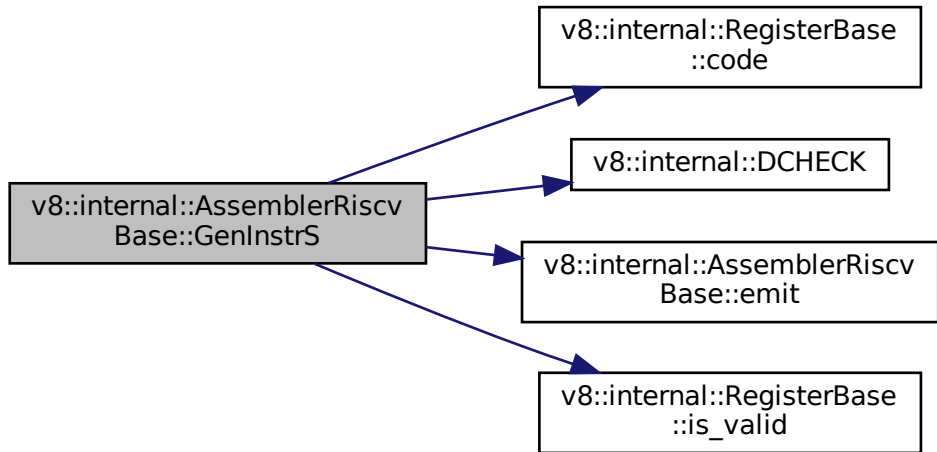 v8::internal::RegisterBase
::code
v8::internal::DCHECK
v8::internal::AssemblerRiscv
Base::GenInstrS
v8::internal::AssemblerRiscv
Base::emit
v8::internal::RegisterBase
::is_valid